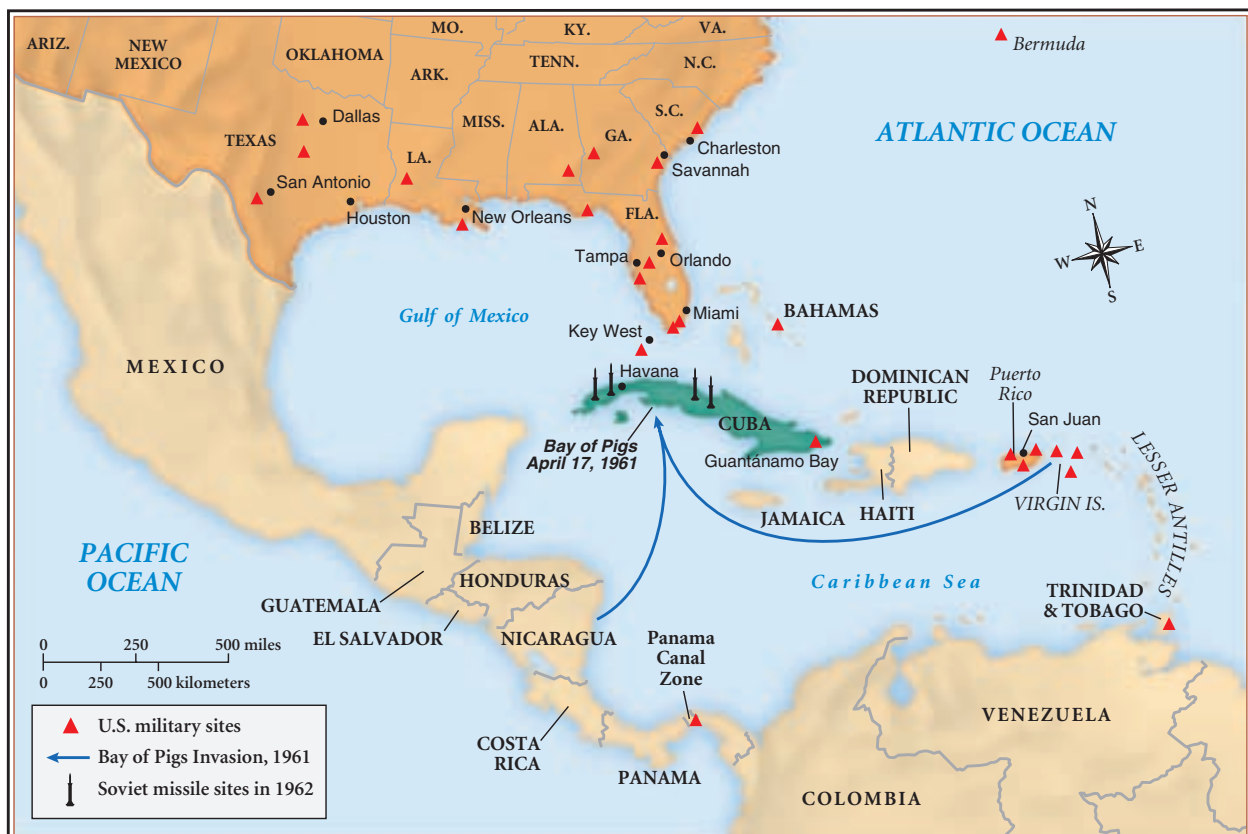 MO.
KY.
VA.
ARIZ.
NEW
MEXICO
OKLAHOMA
ARK.
TENN.
N.C.
Bermuda
S.C.
MISS.
ALA.
GA.
ATLANTIC OCEAN
Dallas
TEXAS
LA.
Charleston
Savannah
San Antonio
Houston
New Orleans
FLA.
Tampa
Orlando
N
E
W
S
Gulf of Mexico
Miami
BAHAMAS
Key West
MEXICO
Havana
DOMINICAN
REPUBLIC
Puerto
Rico
San Juan
CUBA
Bay of Pigs
April 17, 1961
Guantánamo Bay
LESSER ANTILLES
JAMAICA
HAITI
VIRGIN IS.
BELIZE
PACIFIC
OCEAN
HONDURAS
Caribbean Sea
GUATEMALA
EL SALVADOR
NICARAGUA
TRINIDAD
& TOBAGO
Panama
Canal
Zone
0 250 500 miles
0 250 500 kilometers
VENEZUELA
COSTA
RICA
PANAMA
COLOMBIA
U.S. military sites
Bay of Pigs Invasion, 1961
Soviet missile sites in 1962